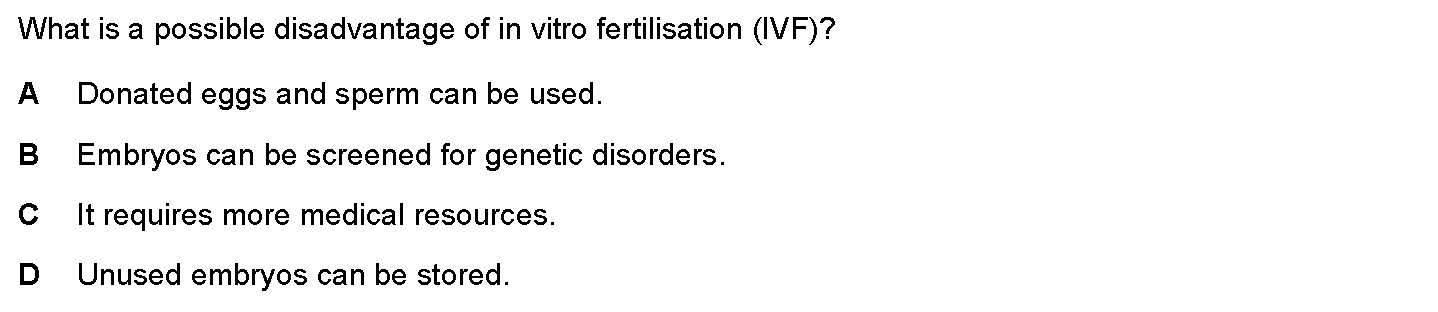 What is a possible disadvantage of in vitro fertilisation (IVF)?
A Donated eggs and sperm can be used.
B Embryos can be screened for genetic disorders.
C It requires more medical resources.
D Unused embryos can be stored.